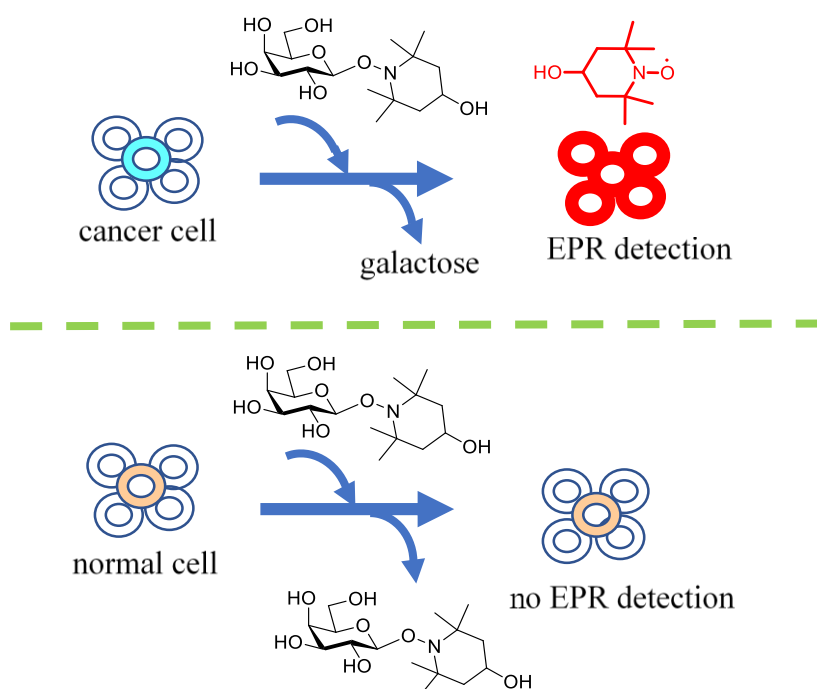 HO
OH
O
HO
HO
O
N
OH
HO
N
O
cancer cell
galactose
EPR detection
HO
OH
O
HO
HO
O
N
OH
normal cell
no EPR detection
HO
OH
O
HO
HO
O
N
OH